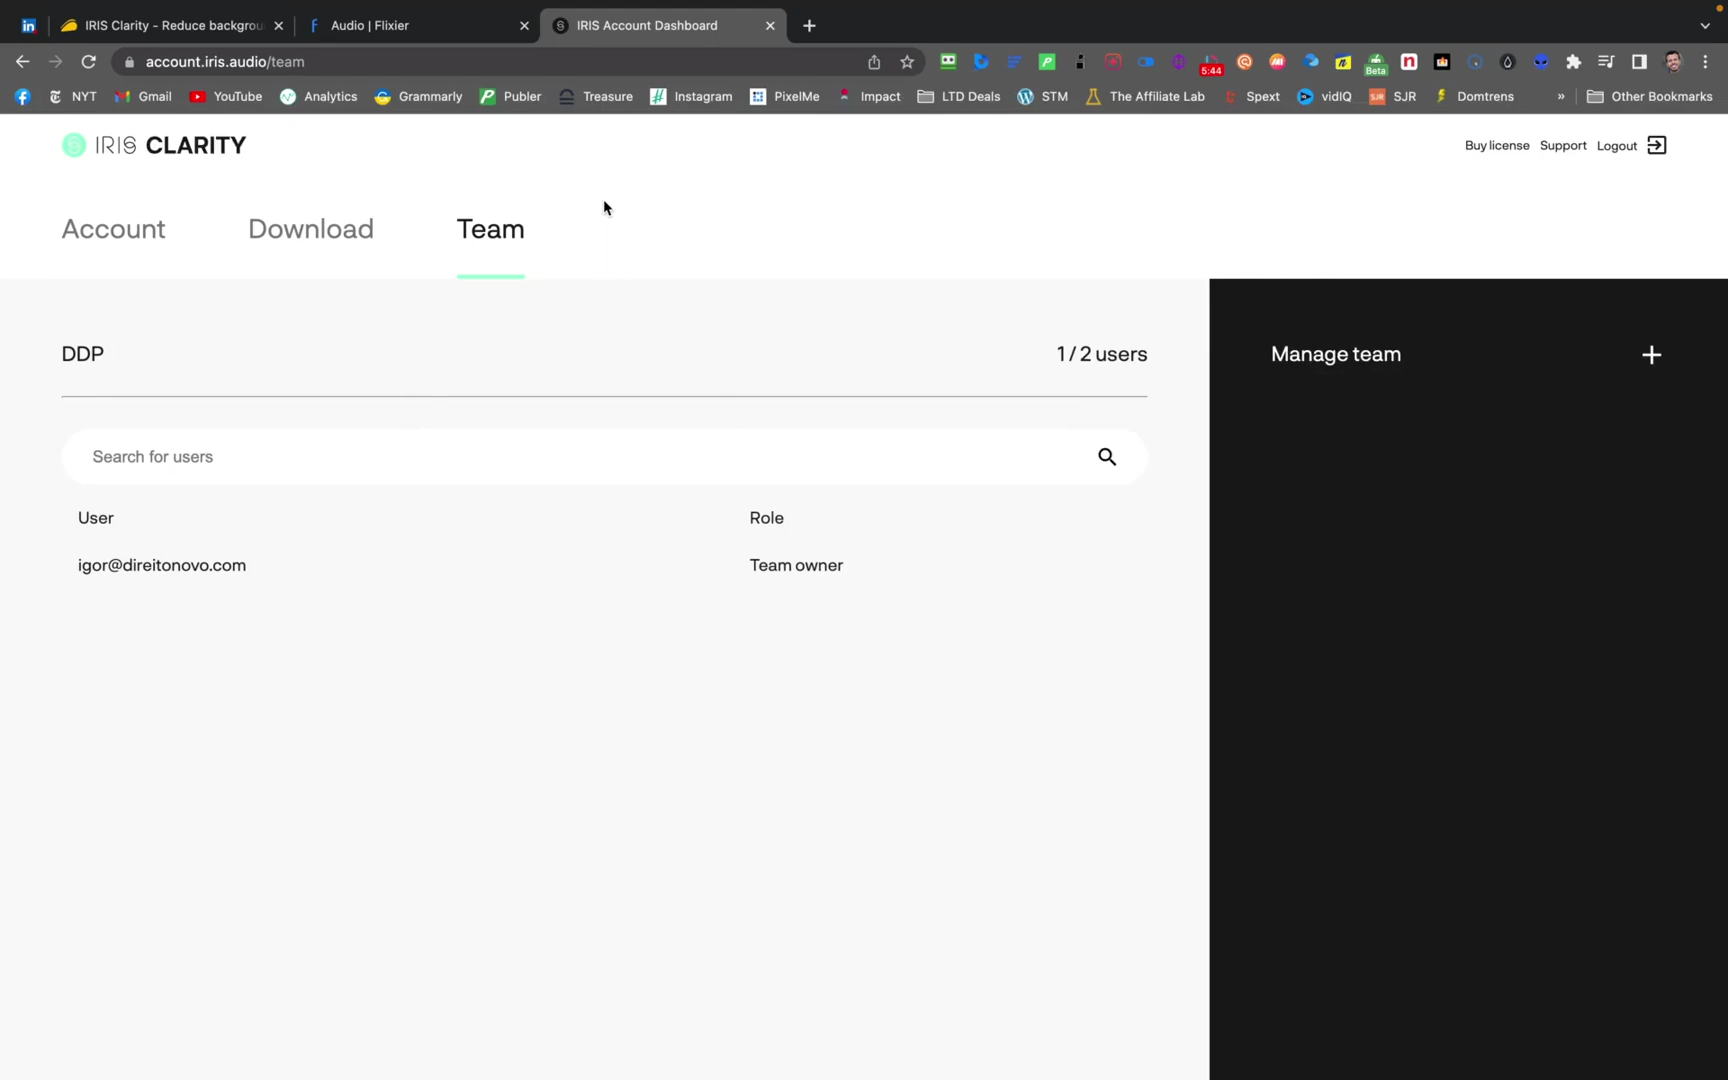 IRIS Clarity - Reduce backgrou
Audio | Flixier
IRIS Account Dashboard
account.iris.audio/team
5:44
Beta
NYT
Gmail
YouTube
Analytics
Grammarly
Publer
Treasure
Instagram
PixelMe
Impact
LTD Deals
STM
The Affiliate Lab
Spext
vidIQ
SJR
SJR
Domtrens
»
Other Bookmarks
IRIS CLARITY
Buy license
Support
Logout
Account
Download
Team
DDP
1 / 2 users
Manage team
Search for users
User
Role
igor@direitonovo.com
Team owner